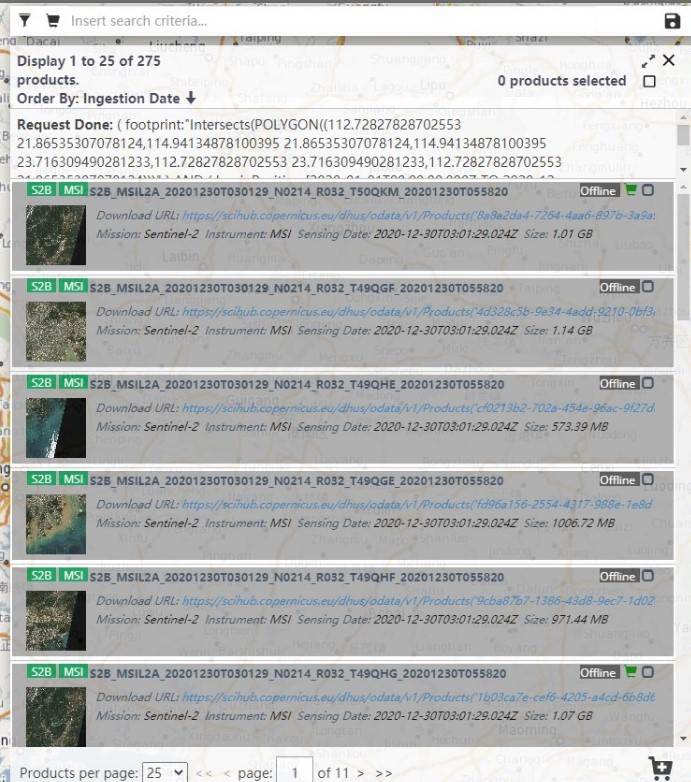 Insert search criteria...
Display 1 to 25 of 275
products.
0 products selected
Order By: Ingestion Date
Request Done: ( footprint:"Intersects(POLYGON((112.72827828702553
21.86535307078124,114.94134878100395 21.86535307078124,114.94134878100395
23.716309490281233,112.72827828702553 23.716309490281233,112.72827828702553
S2B MSI S2B_MSIL2A_20201230T030129_N0214_R032_T50QKM_20201230T055820 Offline
Download URL: https://scihub.copernicus.eu/dhus/odata/v1/Products('8a8a2da4-7264-4aa6-897b-3a9a
Mission: Sentinel-2 Instrument: MSI Sensing Date: 2020-12-30T03:01:29.024Z Size: 1.01 GB
S2B MSI S2B_MSIL2A_20201230T030129_N0214_R032_T49QGF_20201230T055820 Offline
Download URL: https://scihub.copernicus.eu/dhus/odata/v1/Products('4d328c5b-9e34-4add-9210-0bf3
Mission: Sentinel-2 Instrument: MSI Sensing Date: 2020-12-30T03:01:29.024Z Size: 1.14 GB
S2B MSI S2B_MSIL2A_20201230T030129_N0214_R032_T49QHE_20201230T055820 Offline
Download URL: https://scihub.copernicus.eu/dhus/odata/v1/Products('cf0213b2-702a-454e-96ac-9f27d
Mission: Sentinel-2 Instrument: MSI Sensing Date: 2020-12-30T03:01:29.024Z Size: 573.39 MB
S2B MSI S2B_MSIL2A_20201230T030129_N0214_R032_T49QGE_20201230T055820 Offline
Download URL: https://scihub.copernicus.eu/dhus/odata/v1/Products('fd96a156-2554-4317-988e-1e8d
Mission: Sentinel-2 Instrument: MSI Sensing Date: 2020-12-30T03:01:29.024Z Size: 1006.72 MB
S2B MSI S2B_MSIL2A_20201230T030129_N0214_R032_T49QHF_20201230T055820 Offline
Download URL: https://scihub.copernicus.eu/dhus/odata/v1/Products('9cba87b7-1386-43d8-9ec7-1d02
Mission: Sentinel-2 Instrument: MSI Sensing Date: 2020-12-30T03:01:29.024Z Size: 971.44 MB
S2B MSI S2B_MSIL2A_20201230T030129_N0214_R032_T49QHG_20201230T055820 Offline
Download URL: https://scihub.copernicus.eu/dhus/odata/v1/Products('1b03ca7e-cef6-4205-a4cd-6b8d6
Mission: Sentinel-2 Instrument: MSI Sensing Date: 2020-12-30T03:01:29.024Z Size: 1.07 GB
Maoming
Products per page: 25 << < page: 1 of 11 > >>